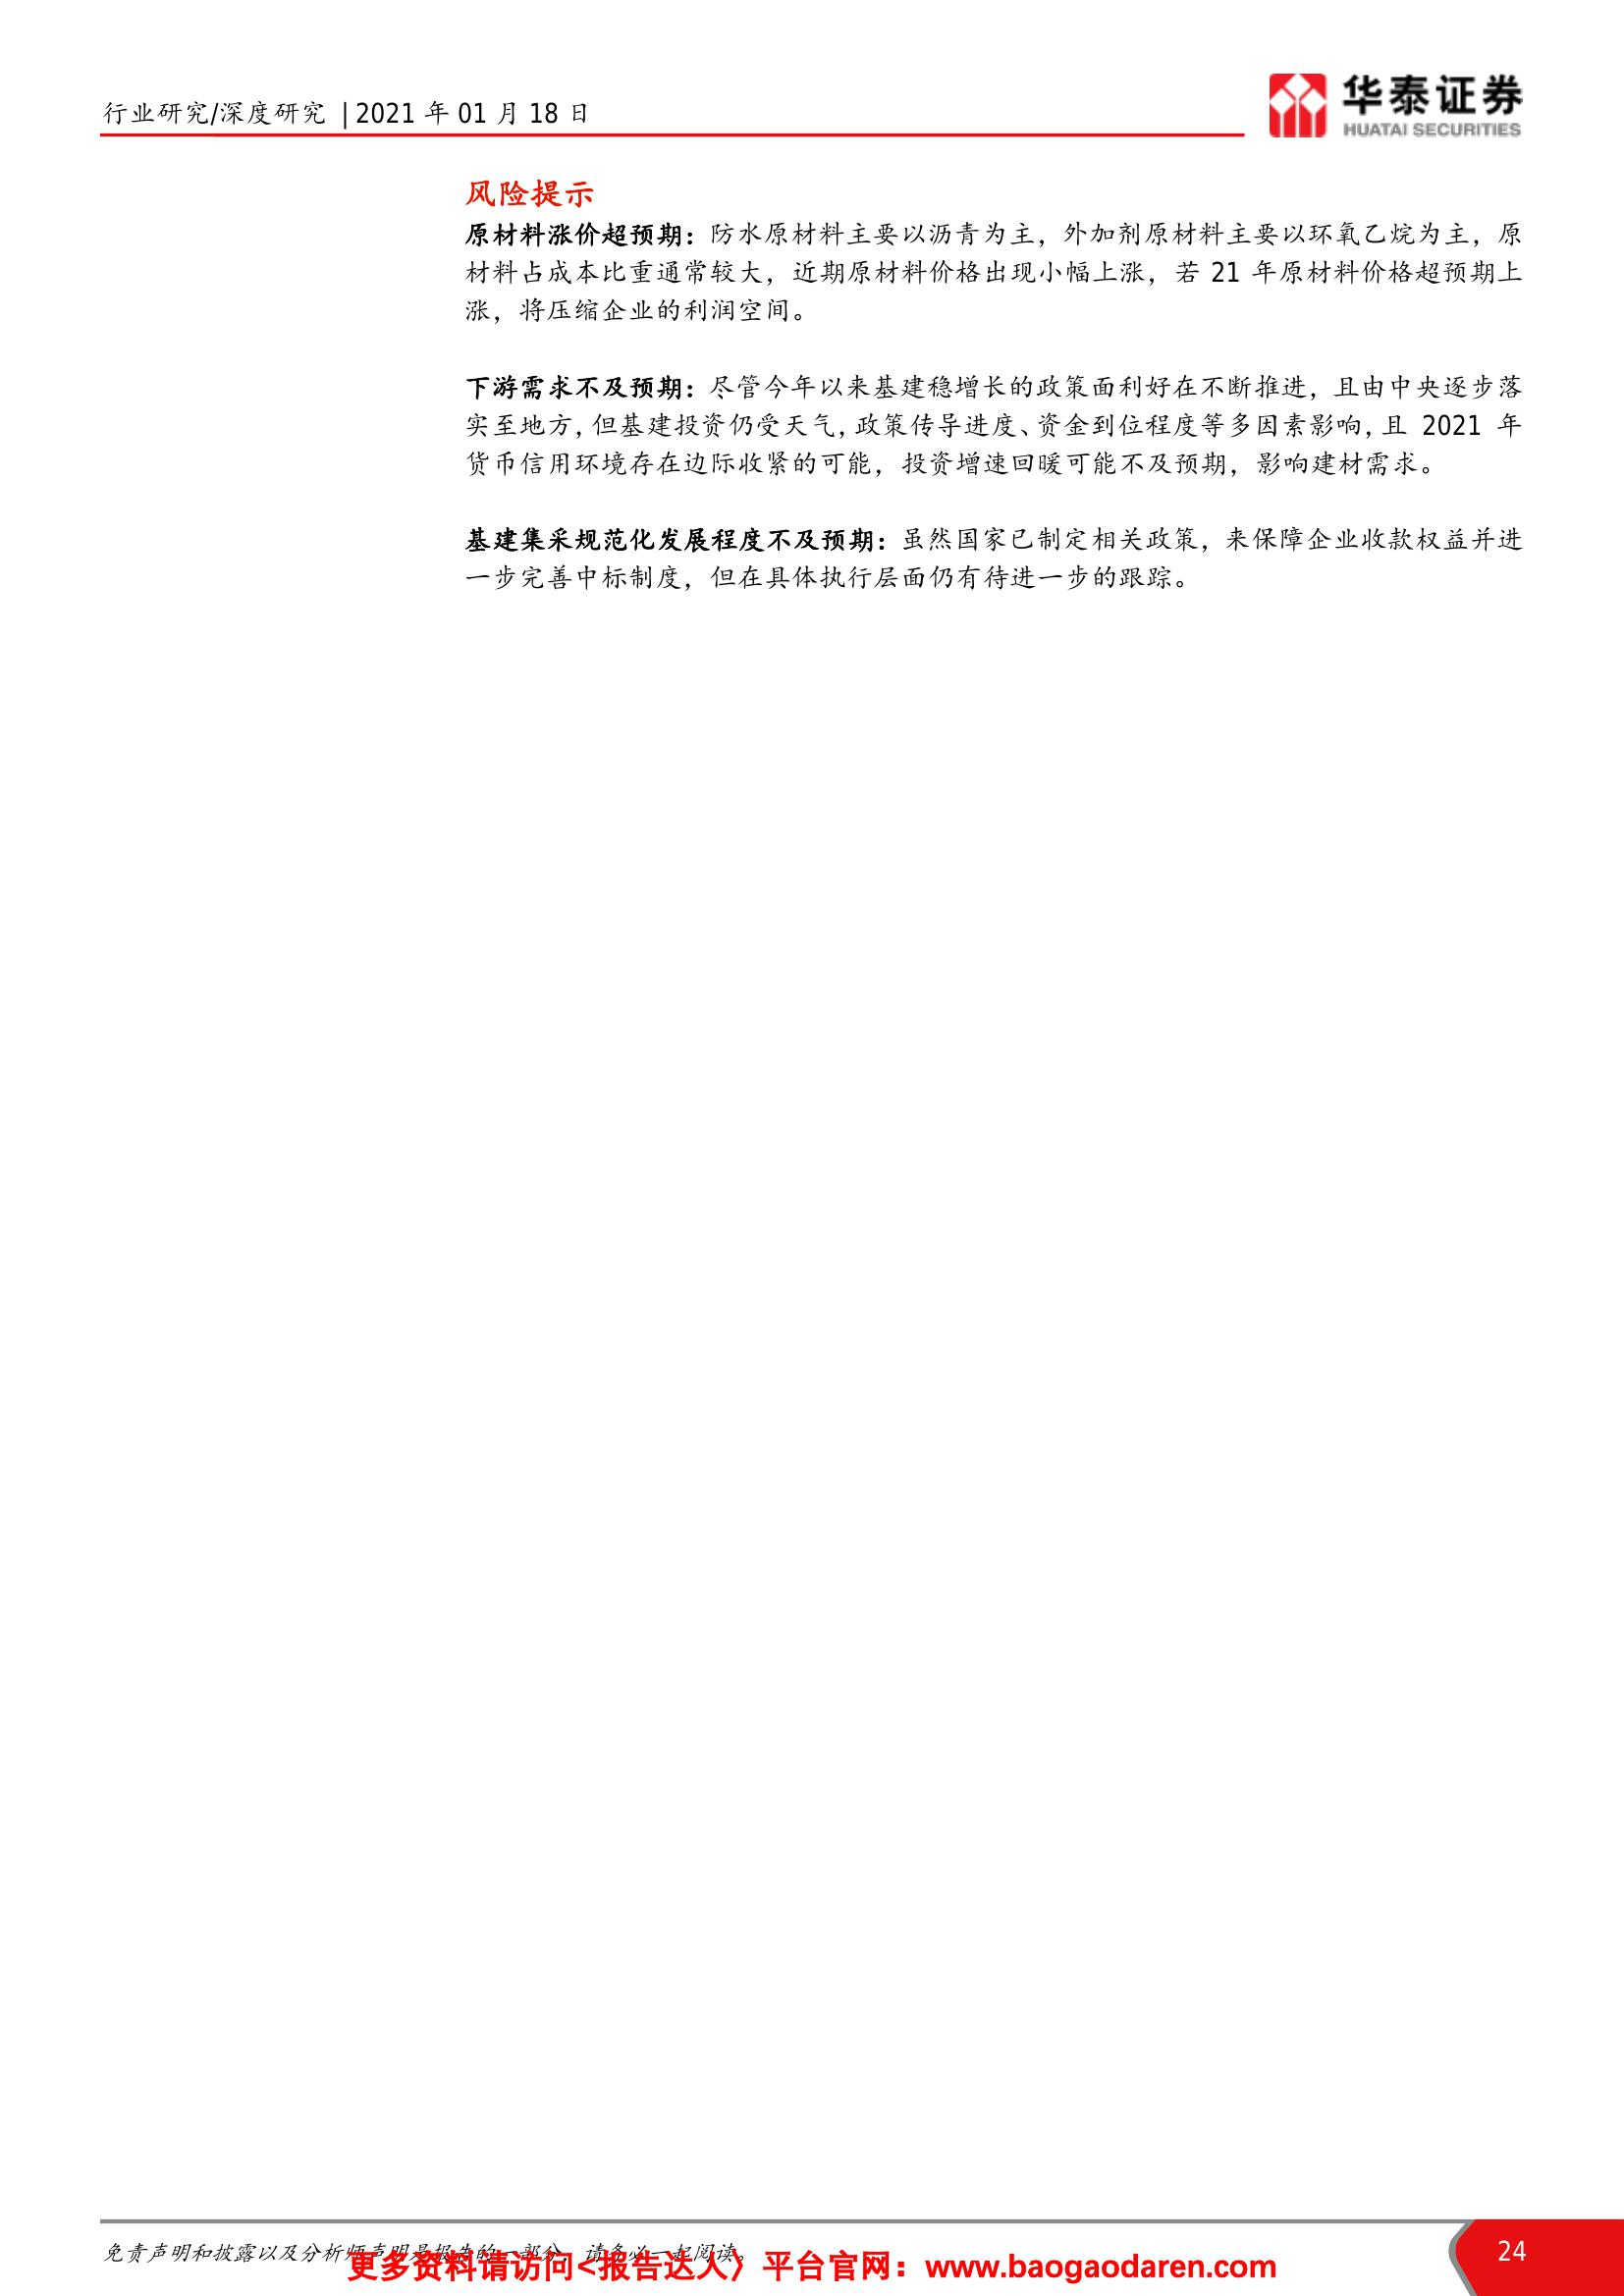 行业研究/深度研究 | 2021 年 01 月 18 日
华泰证券
HUATAI SECURITIES
风险提示
原材料涨价超预期：防水原材料主要以沥青为主，外加剂原材料主要以环氧乙烷为主，原
材料占成本比重通常较大，近期原材料价格出现小幅上涨，若 21 年原材料价格超预期上
涨，将压缩企业的利润空间。
下游需求不及预期：尽管今年以来基建稳增长的政策面利好在不断推进，且由中央逐步落
实至地方，但基建投资仍受天气，政策传导进度、资金到位程度等多因素影响，且 2021 年
货币信用环境存在边际收紧的可能，投资增速回暖可能不及预期，影响建材需求。
基建集采规范化发展程度不及预期：虽然国家已制定相关政策，来保障企业收款权益并进
一步完善中标制度，但在具体执行层面仍有待进一步的跟踪。
免责声明和披露以及分析师声明是报告的一部分，请务必一起阅读。
更多资料请访问<报告达人〉平台官网：www.baogaodaren.com
24